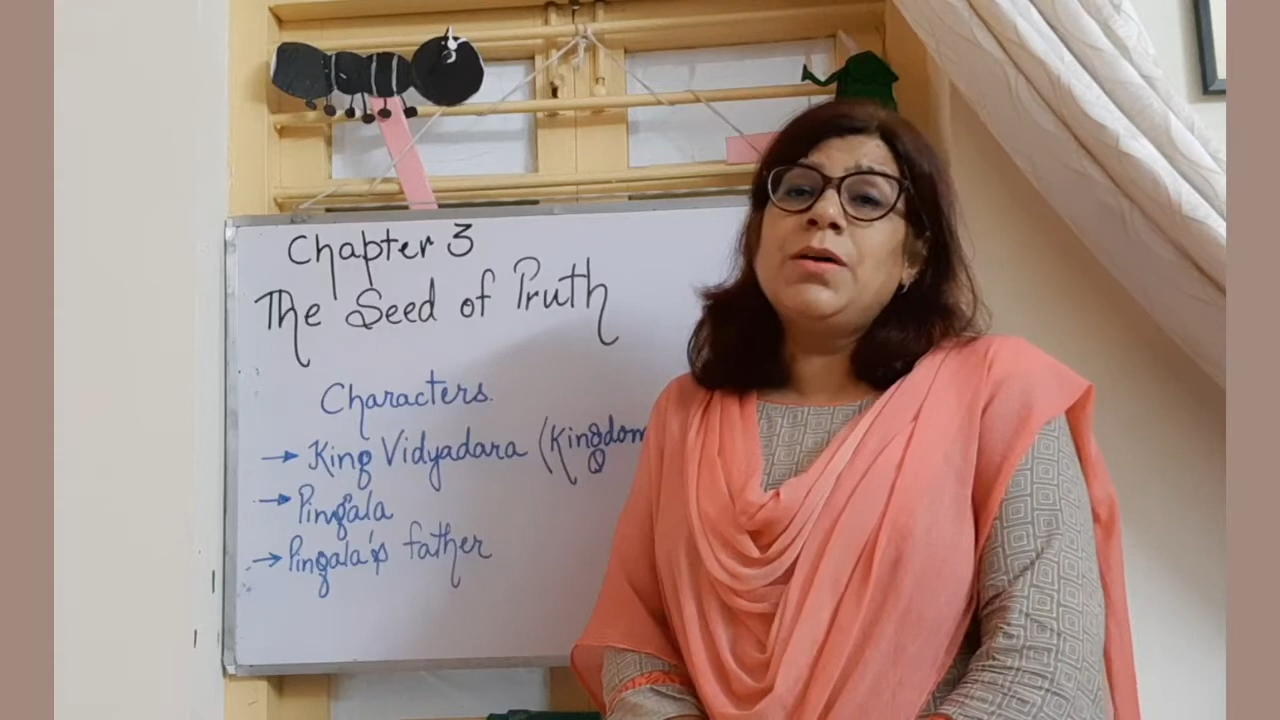 Chapter 3
The Seed of Truth
Characters.
→ King Vidyadara (Kingdom
→ Pingala
→ Pingala's father